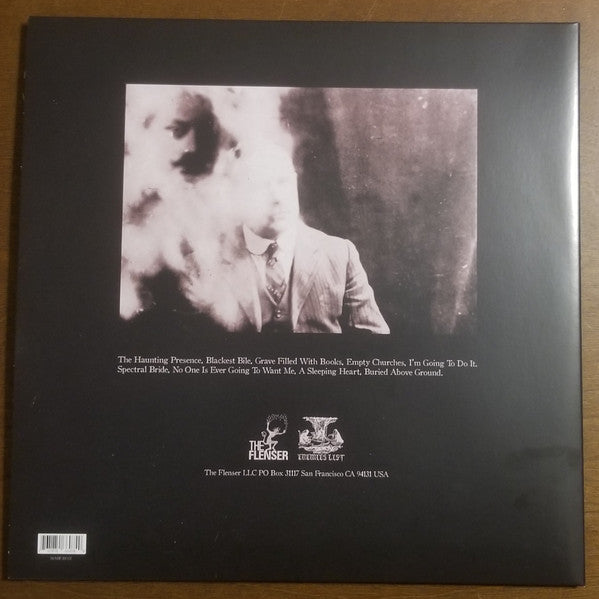 The Haunting Presence, Blackest Bile, Grave Filled With Books, Empty Churches, I'm Going To Do It.
Spectral Bride, No One Is Ever Going To Want Me, A Sleeping Heart, Buried Above Ground.
THE
FLENSER
ENEMIES LIST
The Flenser LLC PO Box 31117 San Francisco CA 94131 USA